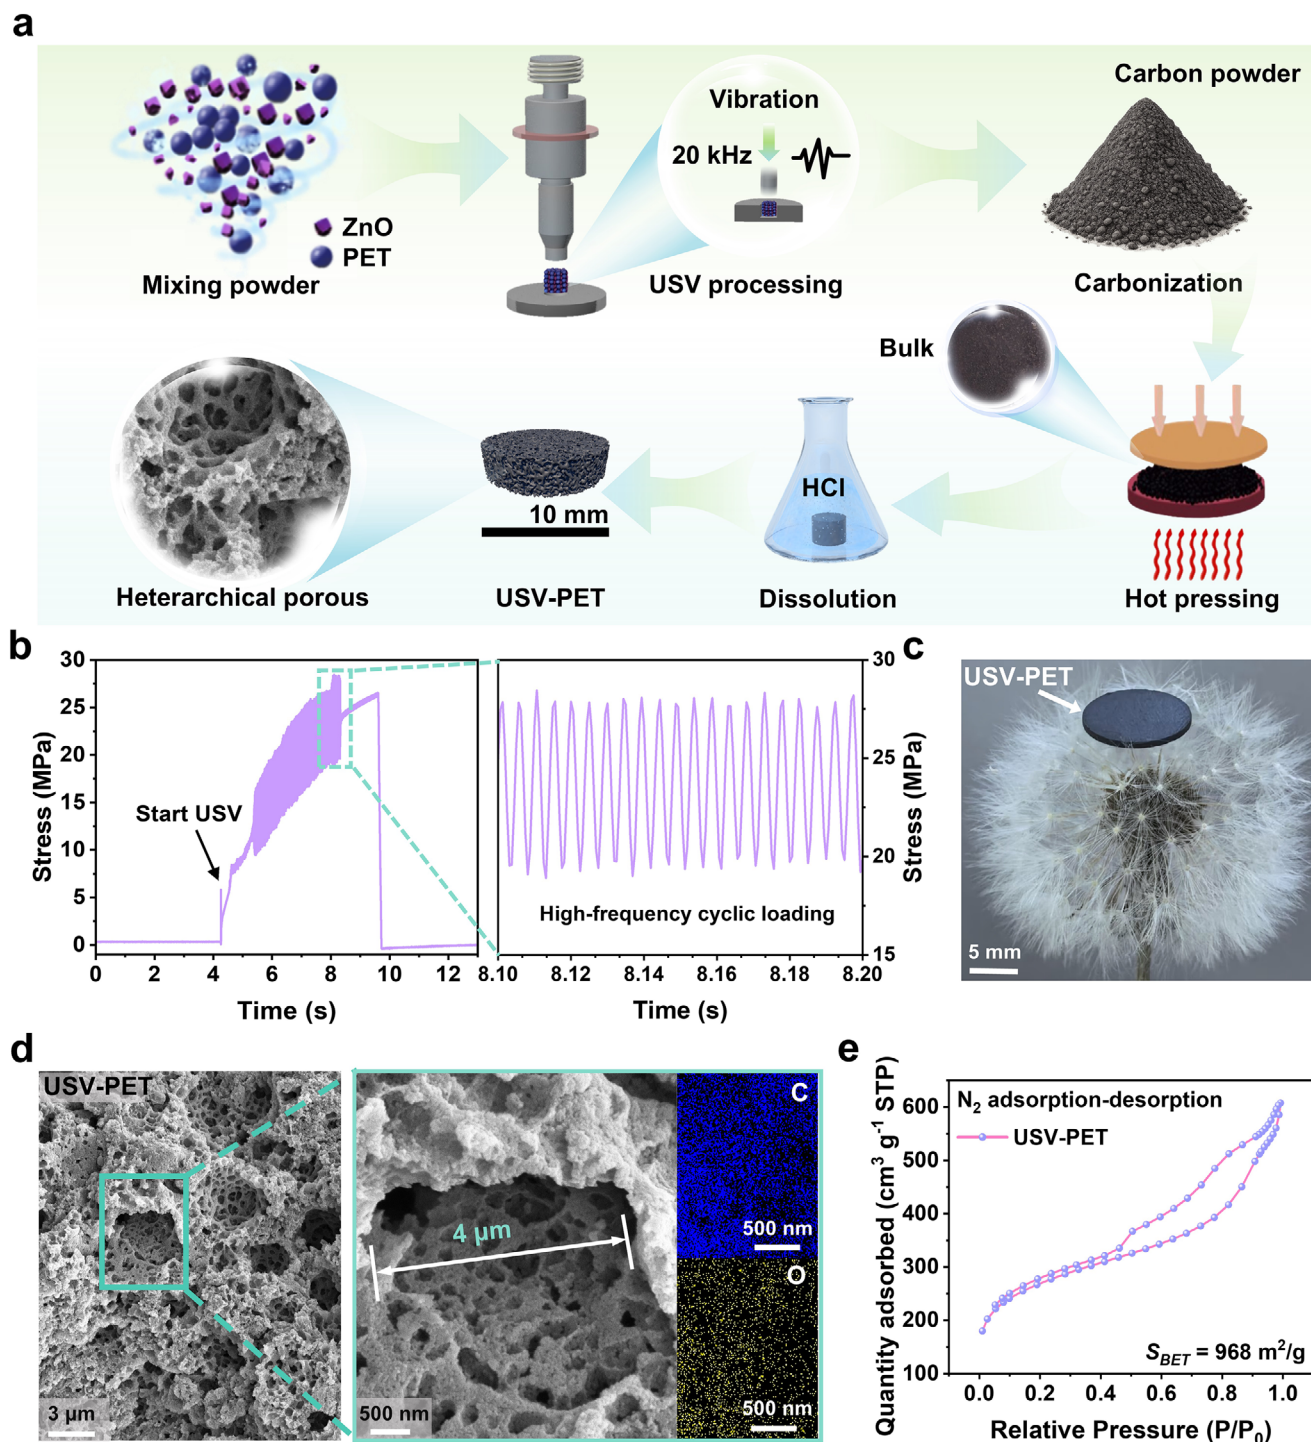 a
Carbon powder
Vibration
20 kHz
ZnO
PET
Mixing powder
USV processing
Carbonization
Bulk
HCl
10 mm
Heterarchical porous
USV-PET
Dissolution
Hot pressing
b
30
25
20
15
10
5
0
Stress (MPa)
Start USV
0 2 4 6 8 10 12
Time (s)
30
25
20
15
Stress (MPa)
High-frequency cyclic loading
8.10 8.12 8.14 8.16 8.18 8.20
Time (s)
c
USV-PET
5 mm
d
USV-PET
3 µm
4 µm
500 nm
C
500 nm
O
500 nm
e
N₂ adsorption-desorption
USV-PET
600
500
400
300
200
100
Quantity adsorbed (cm³ g⁻¹ STP)
S_BET = 968 m²/g
0.0 0.2 0.4 0.6 0.8 1.0
Relative Pressure (P/P₀)